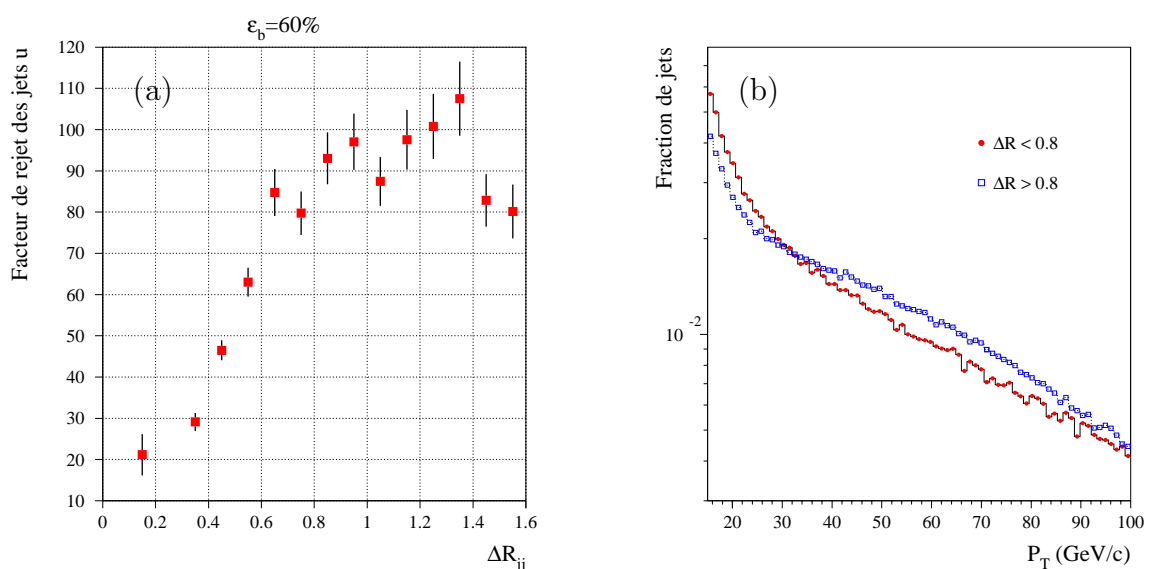 ε_b=60%
Facteur de rejet des jets u
(a)
120
110
100
90
80
70
60
50
40
30
20
10
0 0.2 0.4 0.6 0.8 1 1.2 1.4 1.6
ΔR_jj
Fraction de jets
(b)
ΔR < 0.8
ΔR > 0.8
10^-2
20 30 40 50 60 70 80 90 100
P_T (GeV/c)